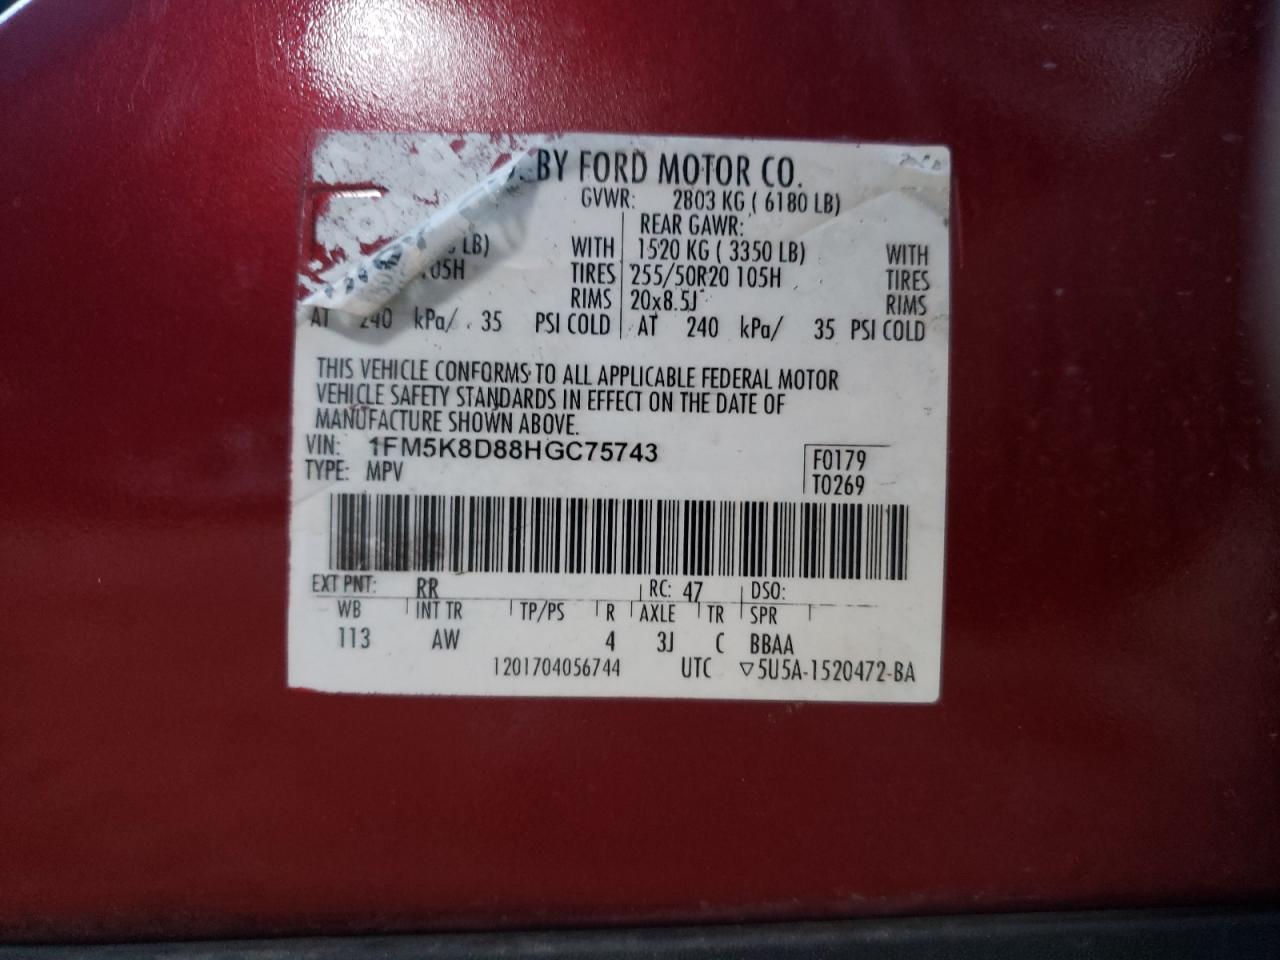 BY FORD MOTOR CO.
GVWR: 2803 KG ( 6180 LB)
REAR GAWR:
LB) WITH 1520 KG ( 3350 LB) WITH
105H TIRES 255/50R20 105H TIRES
RIMS 20x8.5J RIMS
AT 240 kPa/ 35 PSI COLD AT 240 kPa/ 35 PSI COLD
THIS VEHICLE CONFORMS TO ALL APPLICABLE FEDERAL MOTOR
VEHICLE SAFETY STANDARDS IN EFFECT ON THE DATE OF
MANUFACTURE SHOWN ABOVE.
VIN: 1FM5K8D88HGC75743 F0179
TYPE: MPV T0269
EXT PNT: RR RC: 47 DSO:
WB INT TR TP/PS R AXLE TR SPR
113 AW 4 3J C BBAA
1201704056744 UTC ▽5U5A-1520472-BA